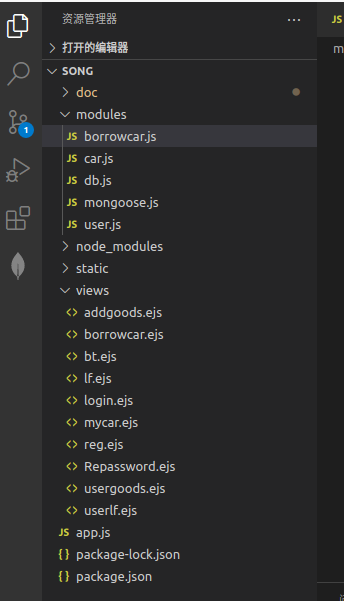 资源管理器 ···
打开的编辑器
SONG
doc
modules
JS borrowcar.js
JS car.js
JS db.js
JS mongoose.js
JS user.js
node_modules
static
views
<> addgoods.ejs
<> borrowcar.ejs
<> bt.ejs
<> lf.ejs
<> login.ejs
<> mycar.ejs
<> reg.ejs
<> Repassword.ejs
<> usergoods.ejs
<> userlf.ejs
JS app.js
{ } package-lock.json
{ } package.json
1
JS
m